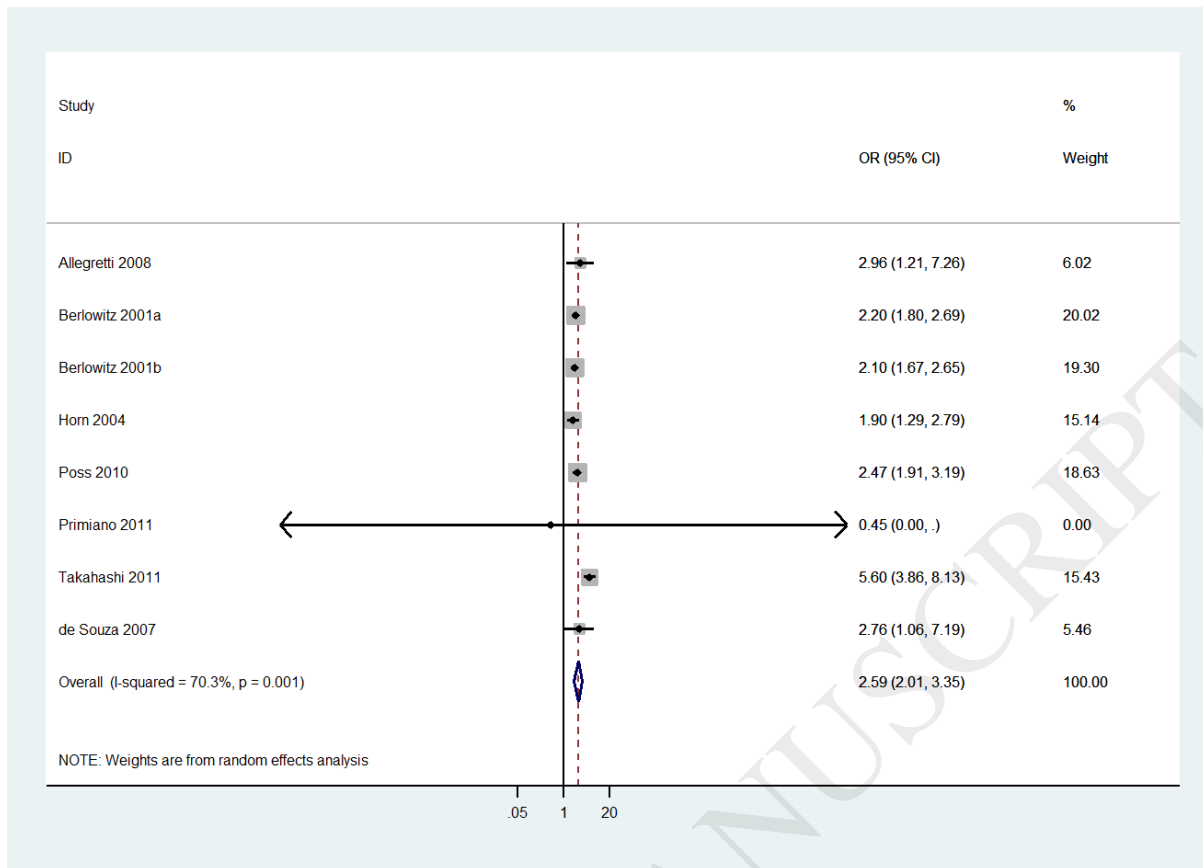 Study %
ID OR (95% CI) Weight
Allegretti 2008 2.96 (1.21, 7.26) 6.02
Berlowitz 2001a 2.20 (1.80, 2.69) 20.02
Berlowitz 2001b 2.10 (1.67, 2.65) 19.30
Horn 2004 1.90 (1.29, 2.79) 15.14
Poss 2010 2.47 (1.91, 3.19) 18.63
Primiano 2011 0.45 (0.00, .) 0.00
Takahashi 2011 5.60 (3.86, 8.13) 15.43
de Souza 2007 2.76 (1.06, 7.19) 5.46
Overall (I-squared = 70.3%, p = 0.001) 2.59 (2.01, 3.35) 100.00
NOTE: Weights are from random effects analysis
.05 1 20
NUSCRIPT